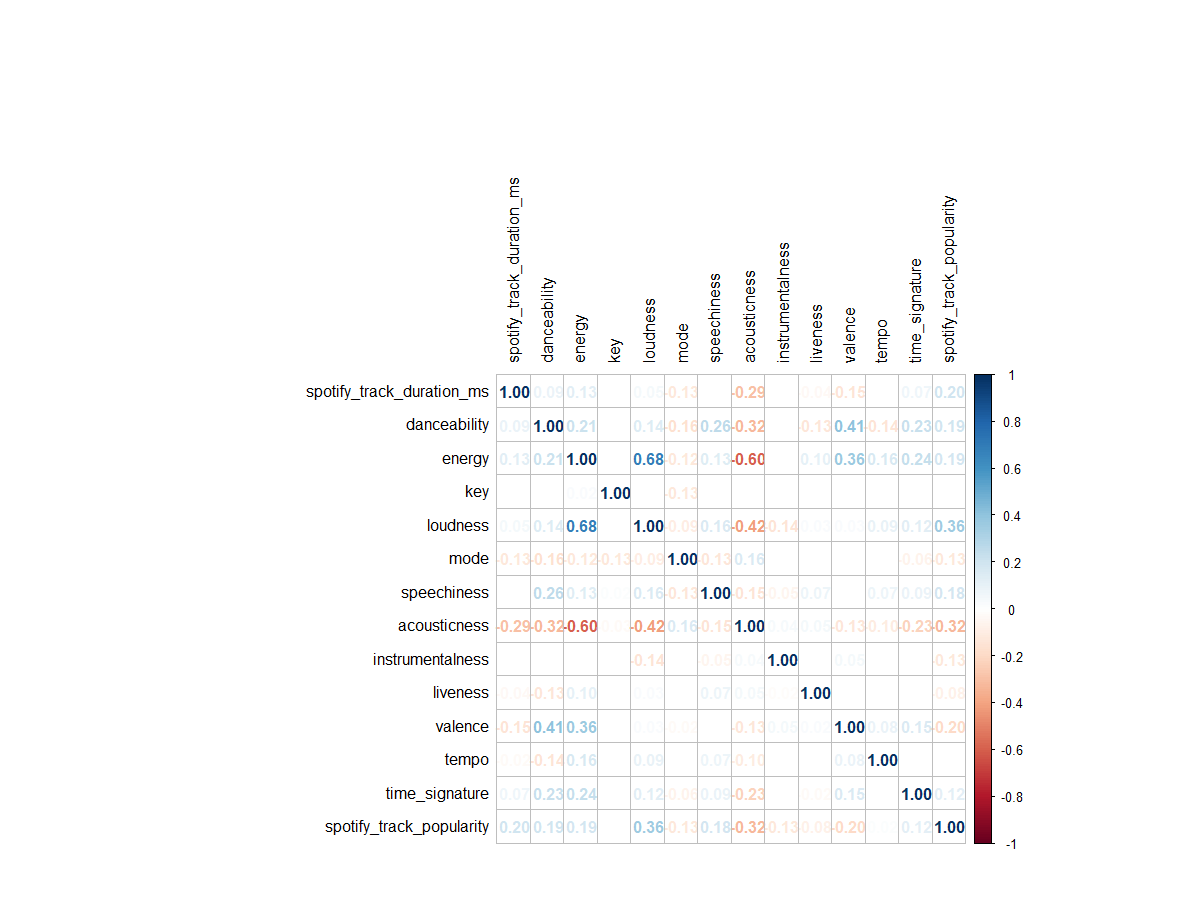 spotify_track_duration_ms danceability energy key loudness mode speechiness acousticness instrumentalness liveness valence tempo time_signature spotify_track_popularity
spotify_track_duration_ms 1.00 0.09 0.13 0.05 -0.13 -0.29 -0.15 0.07 0.20
danceability 0.09 1.00 0.21 0.14 -0.16 0.26 -0.32 -0.13 0.41 -0.14 0.23 0.19
energy 0.13 0.21 1.00 0.68 -0.12 0.13 -0.60 0.10 0.36 0.16 0.24 0.19
key 1.00 -0.13
loudness 0.05 0.14 0.68 1.00 -0.09 0.16 -0.42 -0.14 0.09 0.12 0.36
mode -0.13 -0.16 -0.12 -0.13 -0.09 1.00 -0.13 0.16 -0.06 -0.13
speechiness 0.26 0.13 0.16 -0.13 1.00 -0.15 -0.05 0.07 0.07 0.09 0.18
acousticness -0.29 -0.32 -0.60 -0.42 0.16 -0.15 1.00 -0.13 -0.10 -0.23 -0.32
instrumentalness -0.14 -0.05 1.00 0.05 -0.13
liveness -0.13 0.10 0.07 0.05 1.00 -0.08
valence -0.15 0.41 0.36 -0.13 0.05 1.00 0.08 0.15 -0.20
tempo -0.14 0.16 0.09 0.07 -0.10 0.08 1.00
time_signature 0.07 0.23 0.24 0.12 -0.06 0.09 -0.23 0.15 1.00 0.12
spotify_track_popularity 0.20 0.19 0.19 0.36 -0.13 0.18 -0.32 -0.13 -0.08 -0.20 0.12 1.00
1
0.8
0.6
0.4
0.2
0
-0.2
-0.4
-0.6
-0.8
-1